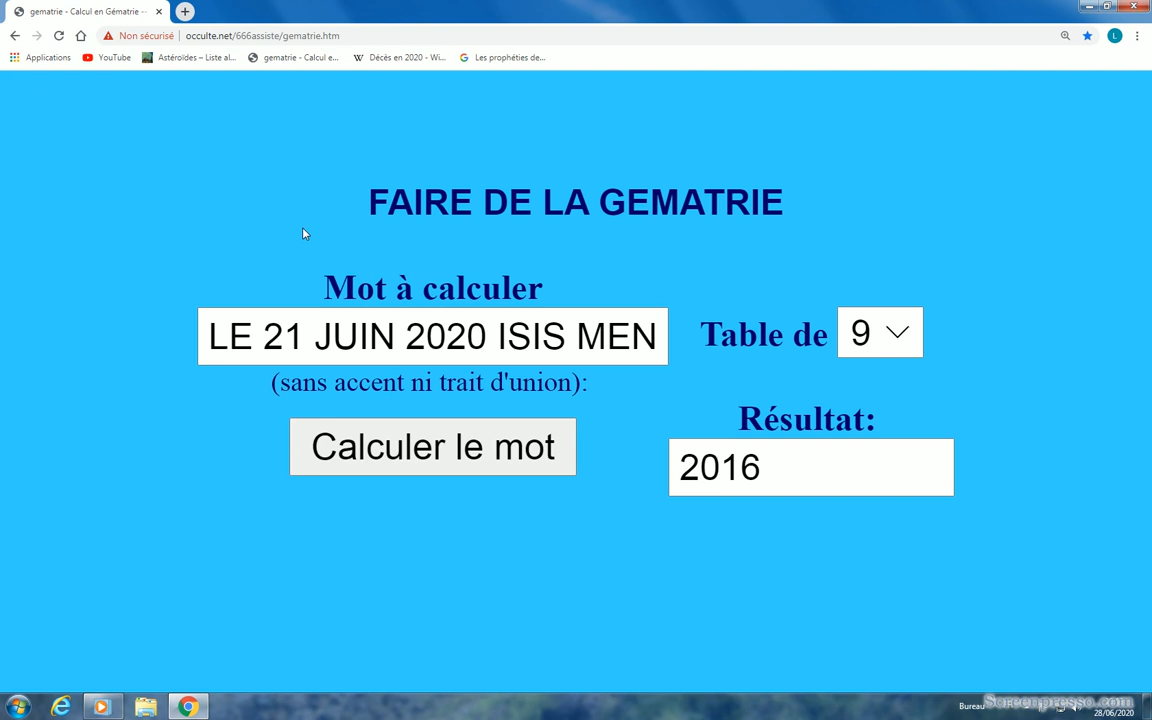 gematrie - Calcul en Gématrie --
Non sécurisé
occulte.net/666assiste/gematrie.htm
L
Applications
YouTube
Astéroïdes – Liste al...
gematrie - Calcul e...
W Décès en 2020 - Wi...
Les prophéties de...
FAIRE DE LA GEMATRIE
Mot à calculer
LE 21 JUIN 2020 ISIS MEN
Table de 9
(sans accent ni trait d'union):
Résultat:
Calculer le mot
2016
Bureau
Screenpresso.com
28/06/2020